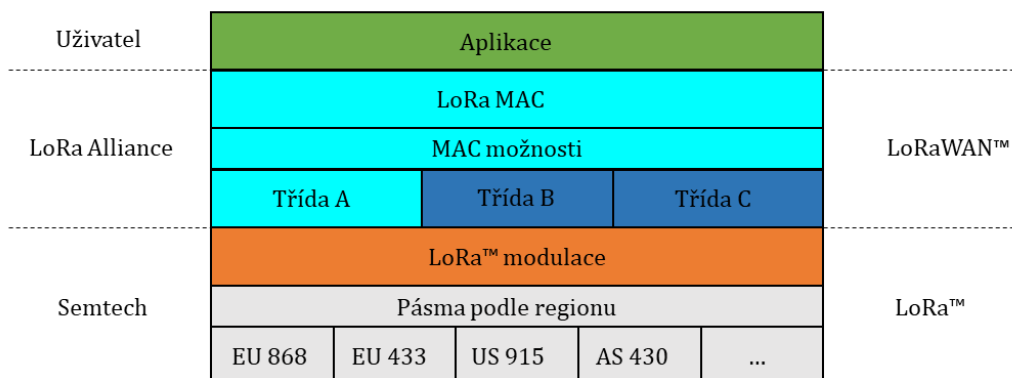 Uživatel
Aplikace
LoRa MAC
LoRa Alliance
MAC možnosti
LoRaWAN™
Třída A
Třída B
Třída C
LoRa™ modulace
Semtech
Pásma podle regionu
LoRa™
EU 868
EU 433
US 915
AS 430
...